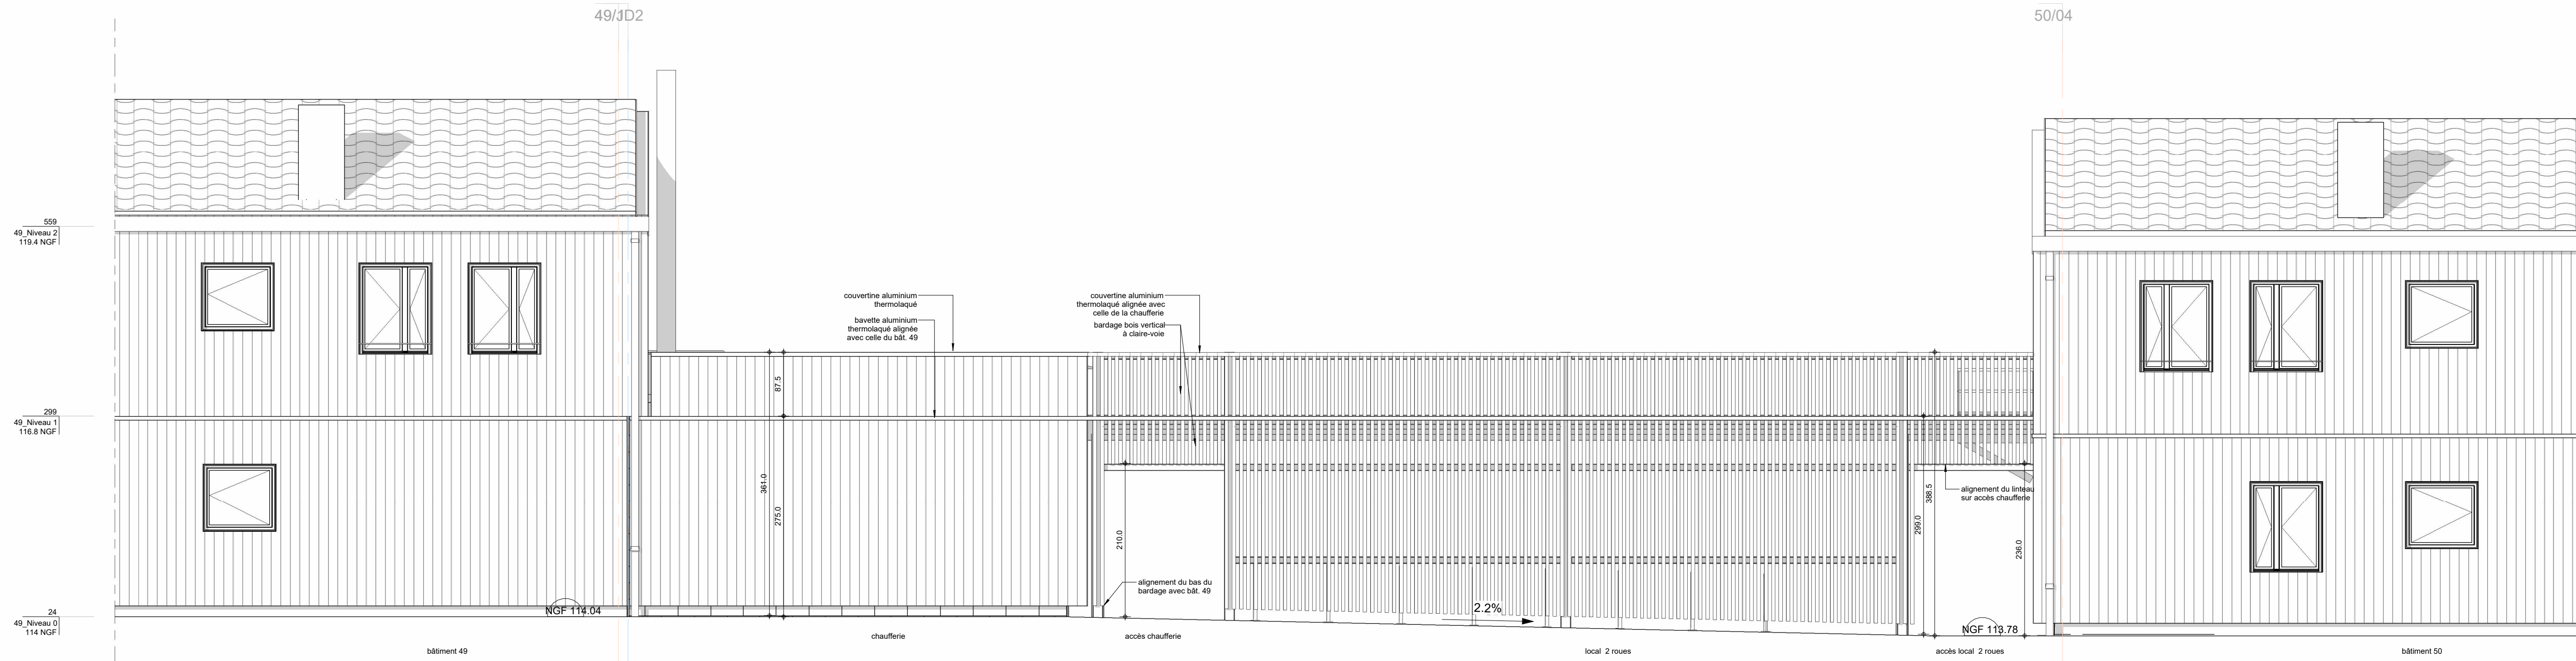 49/1D2
50/04
559
49_Niveau 2
119.4 NGF
299
49_Niveau 1
116.8 NGF
24
49_Niveau 0
114 NGF
couvertine aluminium
thermolaqué
bavette aluminium
thermolaqué alignée
avec celle du bât. 49
couvertine aluminium
thermolaqué alignée avec
celle de la chaufferie
bardage bois vertical
à claire-voie
87.5
361.0
275.0
210.0
alignement du bas du
bardage avec bât. 49
alignement du linteau
sur accès chaufferie
388.5
299.0
236.0
NGF 114.04
2.2%
NGF 113.78
chaufferie
accès chaufferie
bâtiment 49
local 2 roues
accès local 2 roues
bâtiment 50